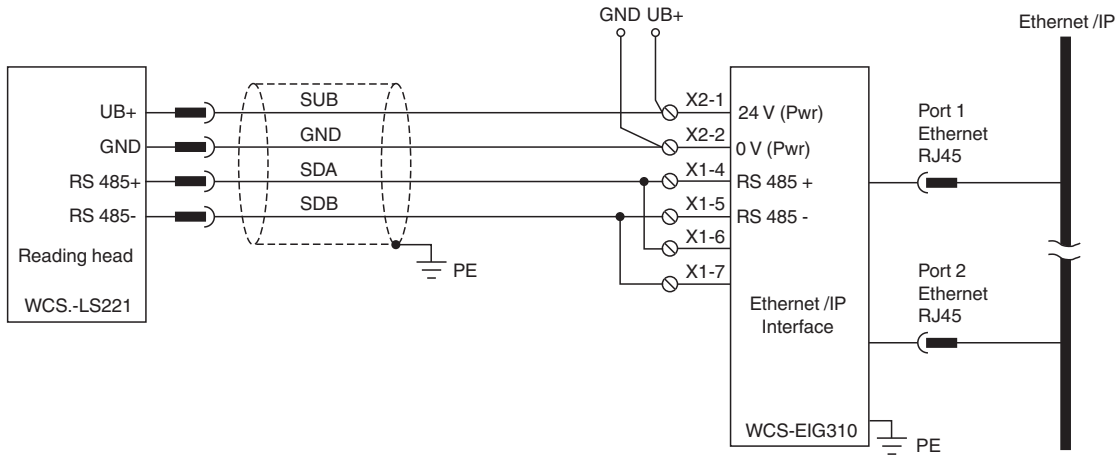 GND UB+
Ethernet /IP
UB+
GND
RS 485+
RS 485-
Reading head
WCS.-LS221
SUB
GND
SDA
SDB
PE
X2-1
X2-2
X1-4
X1-5
X1-6
X1-7
24 V (Pwr)
0 V (Pwr)
RS 485 +
RS 485 -
Ethernet /IP
Interface
WCS-EIG310
PE
Port 1
Ethernet
RJ45
Port 2
Ethernet
RJ45